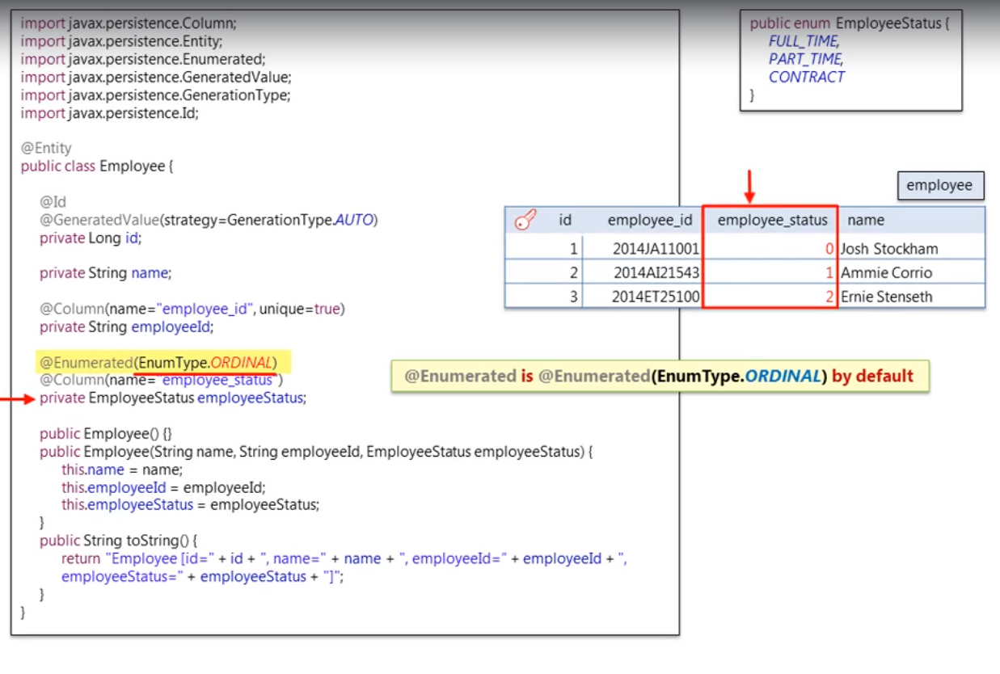 import javax.persistence.Column;
import javax.persistence.Entity;
import javax.persistence.Enumerated;
import javax.persistence.GeneratedValue;
import javax.persistence.GenerationType;
import javax.persistence.Id;
@Entity
public class Employee {
@Id
@GeneratedValue(strategy=GenerationType.AUTO)
private Long id;
private String name;
@Column(name="employee_id", unique=true)
private String employeeId;
@Enumerated(EnumType.ORDINAL)
@Column(name="employee_status")
private EmployeeStatus employeeStatus;
public Employee() {}
public Employee(String name, String employeeId, EmployeeStatus employeeStatus) {
this.name = name;
this.employeeId = employeeId;
this.employeeStatus = employeeStatus;
}
public String toString() {
return "Employee [id=" + id + ", name=" + name + ", employeeId=" + employeeId + ",
employeeStatus=" + employeeStatus + "]";
}
}
public enum EmployeeStatus {
FULL_TIME,
PART_TIME,
CONTRACT
}
employee
id employee_id employee_status name
1 2014JA11001 0 Josh Stockham
2 2014AI21543 1 Ammie Corrio
3 2014ET25100 2 Ernie Stenseth
@Enumerated is @Enumerated(EnumType.ORDINAL) by default